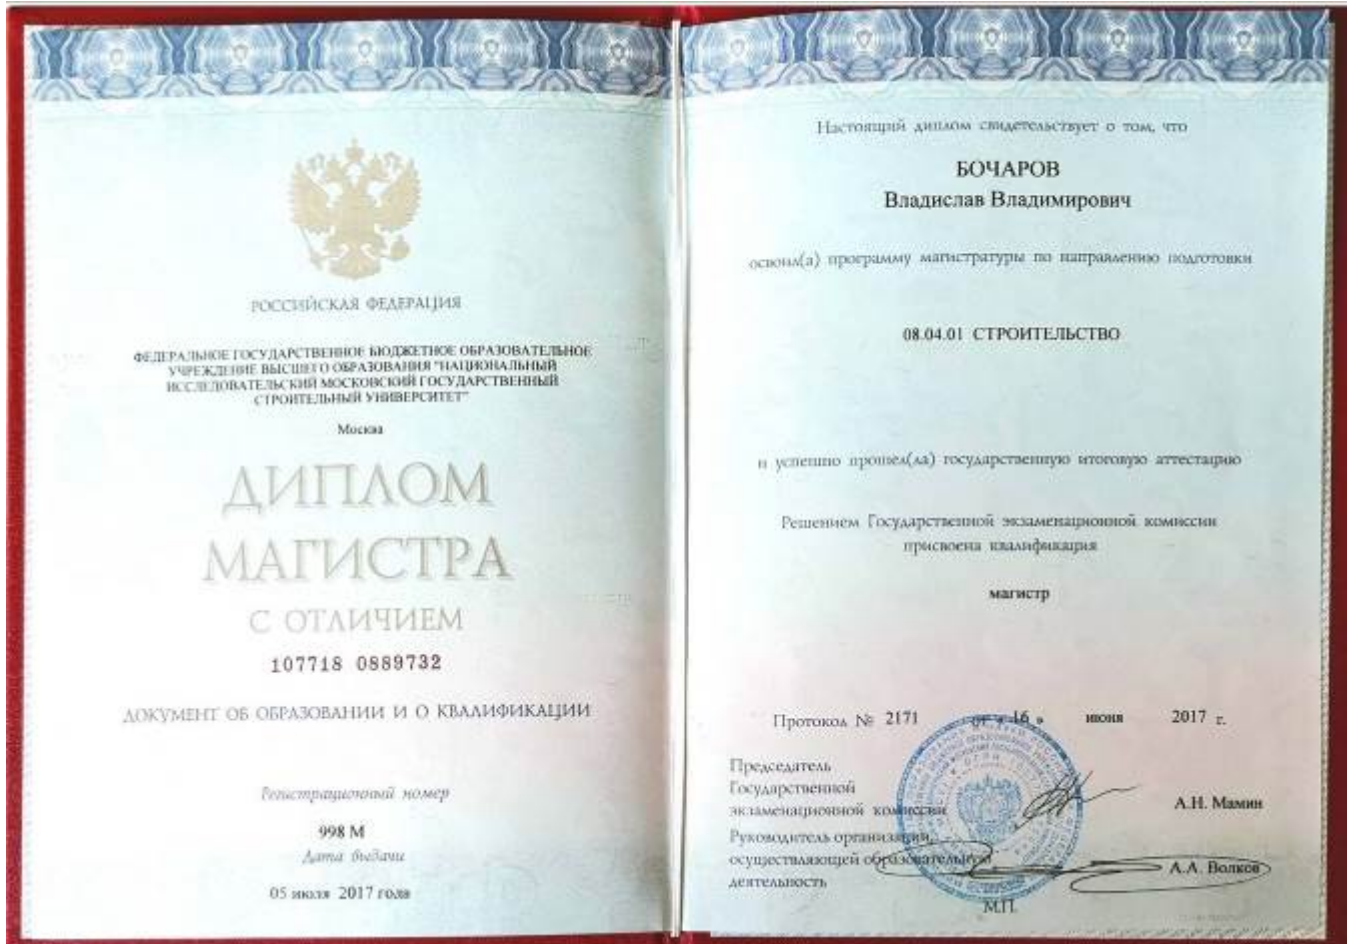 РОССИЙСКАЯ ФЕДЕРАЦИЯ
ФЕДЕРАЛЬНОЕ ГОСУДАРСТВЕННОЕ БЮДЖЕТНОЕ ОБРАЗОВАТЕЛЬНОЕ
УЧРЕЖДЕНИЕ ВЫСШЕГО ОБРАЗОВАНИЯ "НАЦИОНАЛЬНЫЙ
ИССЛЕДОВАТЕЛЬСКИЙ МОСКОВСКИЙ ГОСУДАРСТВЕННЫЙ
СТРОИТЕЛЬНЫЙ УНИВЕРСИТЕТ"
Москва
ДИПЛОМ
МАГИСТРА
С ОТЛИЧИЕМ
107718 0889732
ДОКУМЕНТ ОБ ОБРАЗОВАНИИ И О КВАЛИФИКАЦИИ
Регистрационный номер
998 М
Дата выдачи
05 июля 2017 года
Настоящий диплом свидетельствует о том, что
БОЧАРОВ
Владислав Владимирович
освоил(а) программу магистратуры по направлению подготовки
08.04.01 СТРОИТЕЛЬСТВО
и успешно прошел(ла) государственную итоговую аттестацию
Решением Государственной экзаменационной комиссии
присвоена квалификация
магистр
Протокол № 2171 от « 16 » июня 2017 г.
Председатель
Государственной
экзаменационной комиссии
А.Н. Мамин
Руководитель организации,
осуществляющей образовательную
деятельность
А.А. Волков
М.П.